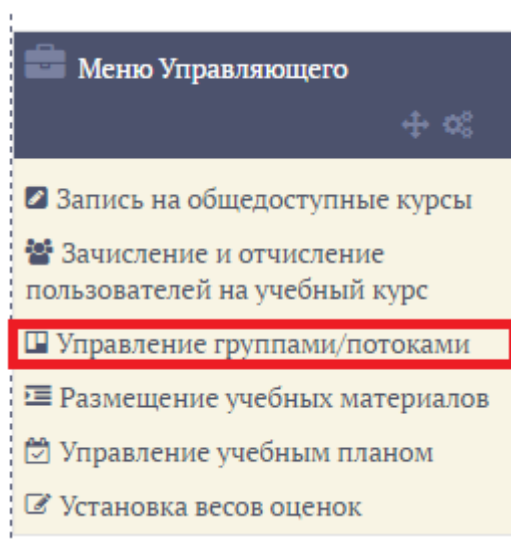 Меню Управляющего
Запись на общедоступные курсы
Зачисление и отчисление
пользователей на учебный курс
Управление группами/потоками
Размещение учебных материалов
Управление учебным планом
Установка весов оценок